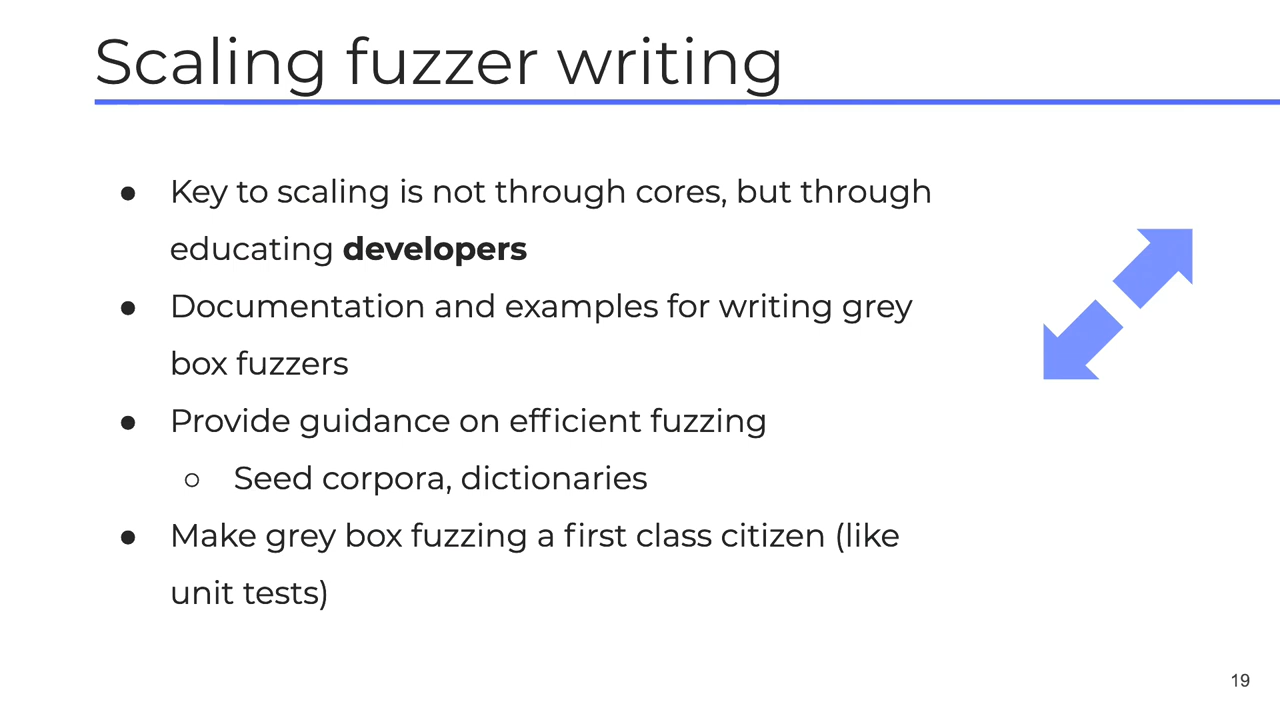 Scaling fuzzer writing
● Key to scaling is not through cores, but through
educating developers
● Documentation and examples for writing grey
box fuzzers
● Provide guidance on efficient fuzzing
○ Seed corpora, dictionaries
● Make grey box fuzzing a first class citizen (like
unit tests)
19